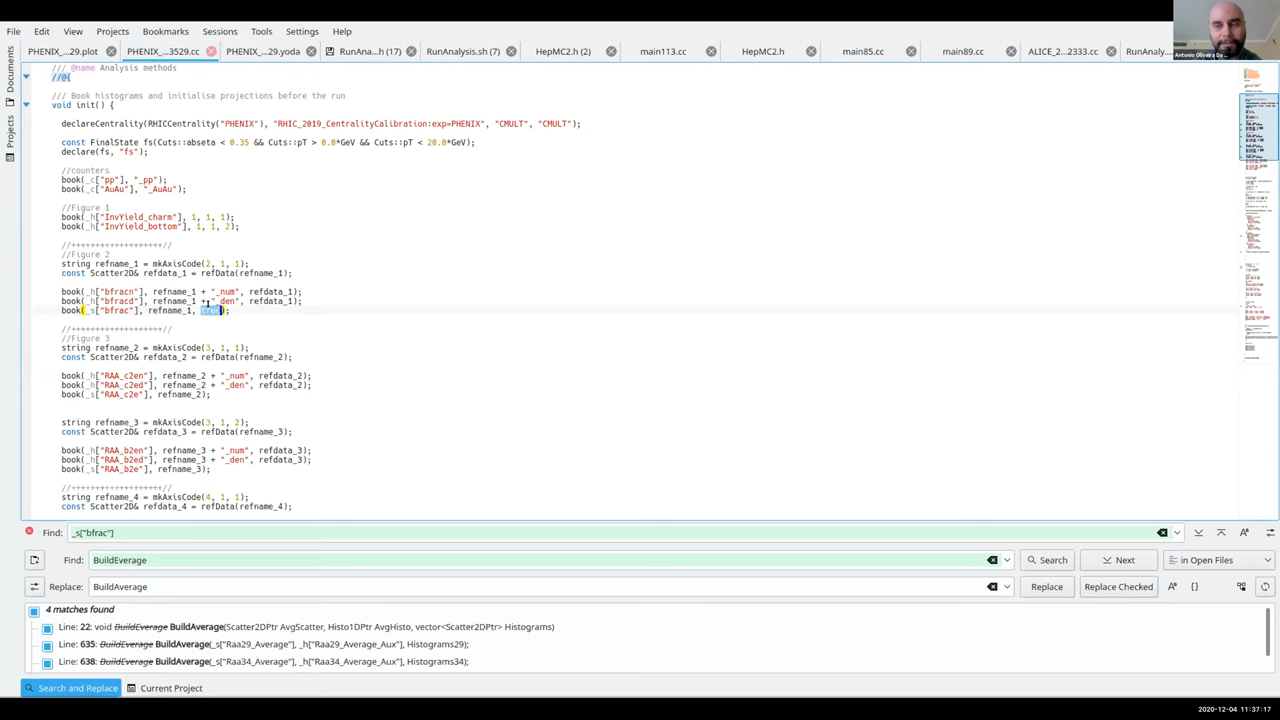 File Edit View Projects Bookmarks Sessions Tools Settings Help
PHENIX_...29.plot PHENIX_...3529.cc PHENIX_...29.yoda RunAna...h (17) RunAnalysis.sh (7) HepMC2.h (2) main113.cc HepMC2.h main85.cc main89.cc ALICE_2...2333.cc RunAnaly...
Antonio Oliveira Da ...
Documents
Projects
/// @name Analysis methods
//@{
/// Book histograms and initialise projections before the run
void init() {
declareCentrality(RHICCentrality("PHENIX"), "RHIC_2019_CentralityCalibration:exp=PHENIX", "CMULT",
const FinalState fs(Cuts::abseta < 0.35 && Cuts::pT > 0.0*GeV && Cuts::pT < 20.0*GeV);
declare(fs, "fs");
//counters
book(_c["pp"], "_pp");
book(_c["AuAu"], "_AuAu");
//Figure 1
book(_h["InvYield_charm"], 1, 1, 1);
book(_h["InvYield_bottom"], 1, 1, 2);
//+++++++++++++++++++//
//Figure 2
string refname_1 = mkAxisCode(2, 1, 1);
const Scatter2D& refdata_1 = refData(refname_1);
book(_h["bfracn"], refname_1 + "_num", refdata_1);
book(_h["bfracd"], refname_1 + "_den", refdata_1);
book(_s["bfrac"], refname_1, );
//+++++++++++++++++++//
//Figure 3
string refname_2 = mkAxisCode(3, 1, 1);
const Scatter2D& refdata_2 = refData(refname_2);
book(_h["RAA_c2en"], refname_2 + "_num", refdata_2);
book(_h["RAA_c2ed"], refname_2 + "_den", refdata_2);
book(_s["RAA_c2e"], refname_2);
string refname_3 = mkAxisCode(3, 1, 2);
const Scatter2D& refdata_3 = refData(refname_3);
book(_h["RAA_b2en"], refname_3 + "_num", refdata_3);
book(_h["RAA_b2ed"], refname_3 + "_den", refdata_3);
book(_s["RAA_b2e"], refname_3);
//+++++++++++++++++++//
string refname_4 = mkAxisCode(4, 1, 1);
const Scatter2D& refdata_4 = refData(refname_4);
Find: _s["bfrac"]
Find: BuildEverage Search Next in Open Files
Replace: BuildAverage Replace Replace Checked
4 matches found
Line: 22: void BuildEverage BuildAverage(Scatter2DPtr AvgScatter, Histo1DPtr AvgHisto, vector<Scatter2DPtr> Histograms)
Line: 635: BuildEverage BuildAverage(_s["Raa29_Average"], _h["Raa29_Average_Aux"], Histograms29);
Line: 638: BuildEverage BuildAverage(_s["Raa34_Average"], _h["Raa34_Average_Aux"], Histograms34);
Search and Replace Current Project
2020-12-04 11:37:17